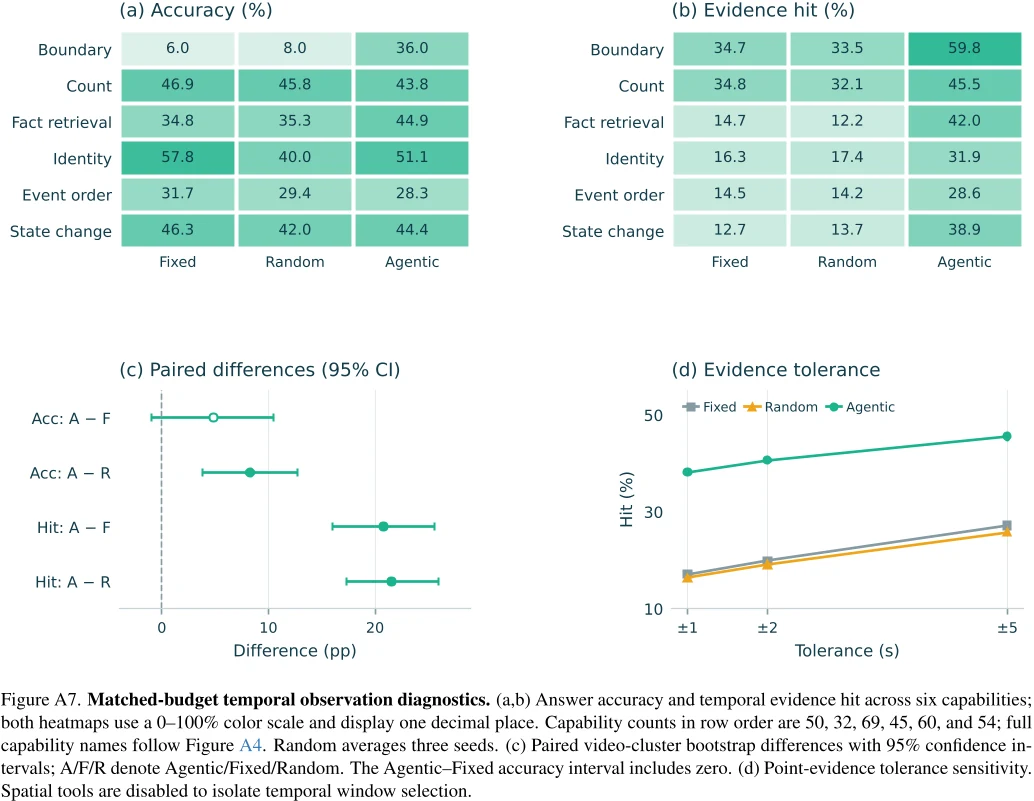 (a) Accuracy (%)
Boundary 6.0 8.0 36.0
Count 46.9 45.8 43.8
Fact retrieval 34.8 35.3 44.9
Identity 57.8 40.0 51.1
Event order 31.7 29.4 28.3
State change 46.3 42.0 44.4
Fixed Random Agentic
(b) Evidence hit (%)
Boundary 34.7 33.5 59.8
Count 34.8 32.1 45.5
Fact retrieval 14.7 12.2 42.0
Identity 16.3 17.4 31.9
Event order 14.5 14.2 28.6
State change 12.7 13.7 38.9
Fixed Random Agentic
(c) Paired differences (95% CI)
Acc: A − F
Acc: A − R
Hit: A − F
Hit: A − R
0 10 20
Difference (pp)
(d) Evidence tolerance
Fixed Random Agentic
50
30
10
Hit (%)
±1 ±2 ±5
Tolerance (s)
Figure A7. Matched-budget temporal observation diagnostics. (a,b) Answer accuracy and temporal evidence hit across six capabilities;
both heatmaps use a 0–100% color scale and display one decimal place. Capability counts in row order are 50, 32, 69, 45, 60, and 54; full
capability names follow Figure A4. Random averages three seeds. (c) Paired video-cluster bootstrap differences with 95% confidence in-
tervals; A/F/R denote Agentic/Fixed/Random. The Agentic–Fixed accuracy interval includes zero. (d) Point-evidence tolerance sensitivity.
Spatial tools are disabled to isolate temporal window selection.